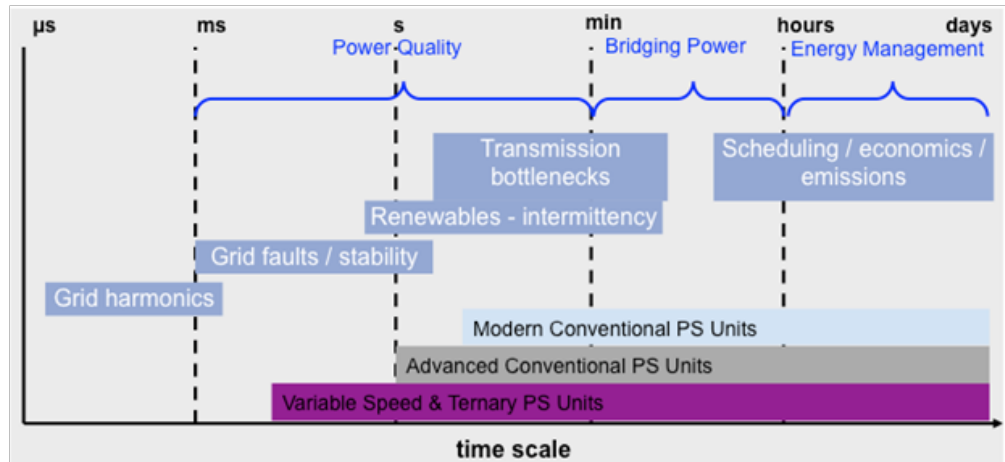 µs ms s min hours days
Power Quality Bridging Power Energy Management
Transmission
bottlenecks
Scheduling / economics /
emissions
Renewables - intermittency
Grid faults / stability
Grid harmonics
Modern Conventional PS Units
Advanced Conventional PS Units
Variable Speed & Ternary PS Units
time scale